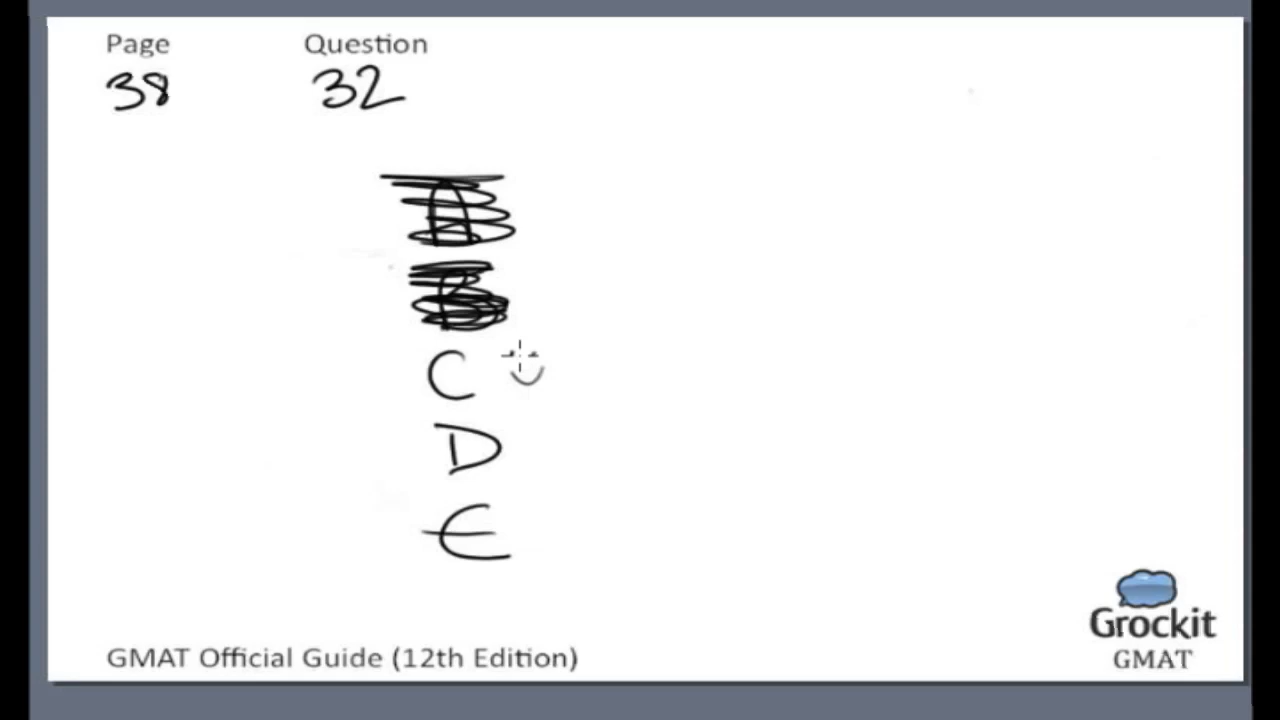 Page Question
38 32
A
B
C
D
E
Grockit
GMAT
GMAT Official Guide (12th Edition)